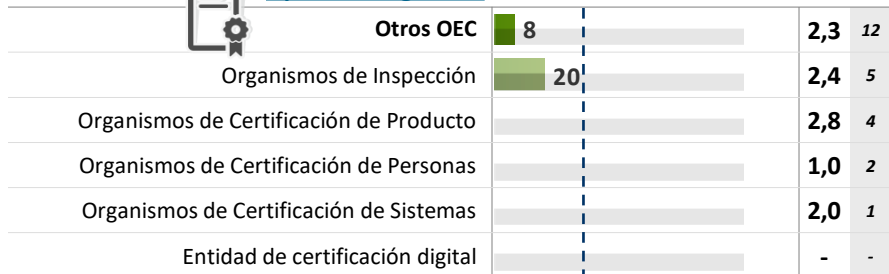 Otros OEC 8 2,3 12
Organismos de Inspección 20 2,4 5
Organismos de Certificación de Producto 2,8 4
Organismos de Certificación de Personas 1,0 2
Organismos de Certificación de Sistemas 2,0 1
Entidad de certificación digital - -